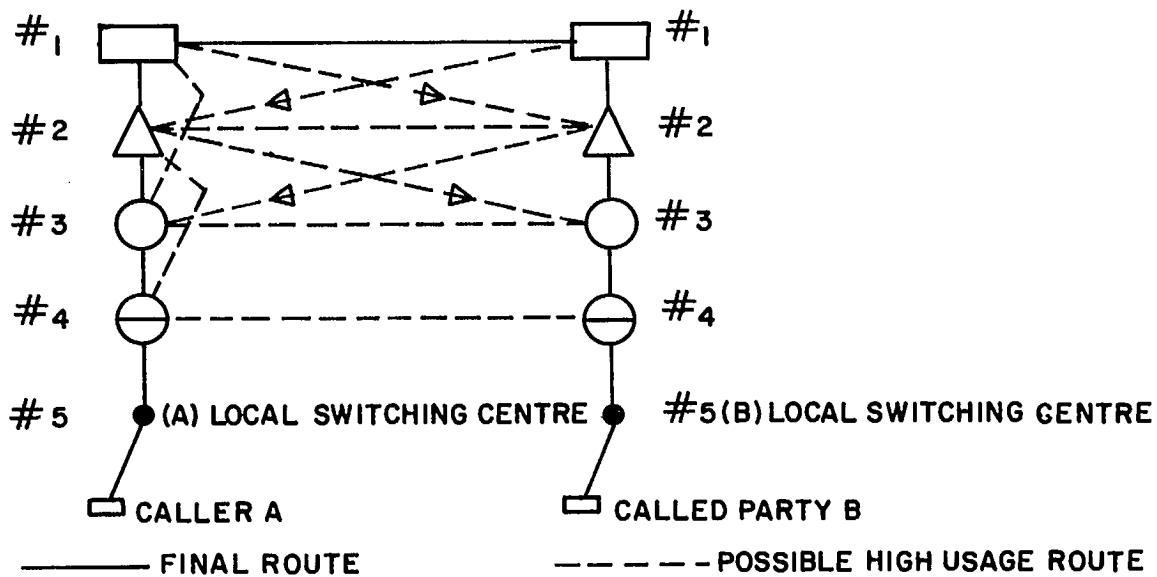 #1 #1
#2 #2
#3 #3
#4 #4
#5 (A) LOCAL SWITCHING CENTRE #5 (B) LOCAL SWITCHING CENTRE
CALLER A CALLED PARTY B
FINAL ROUTE POSSIBLE HIGH USAGE ROUTE